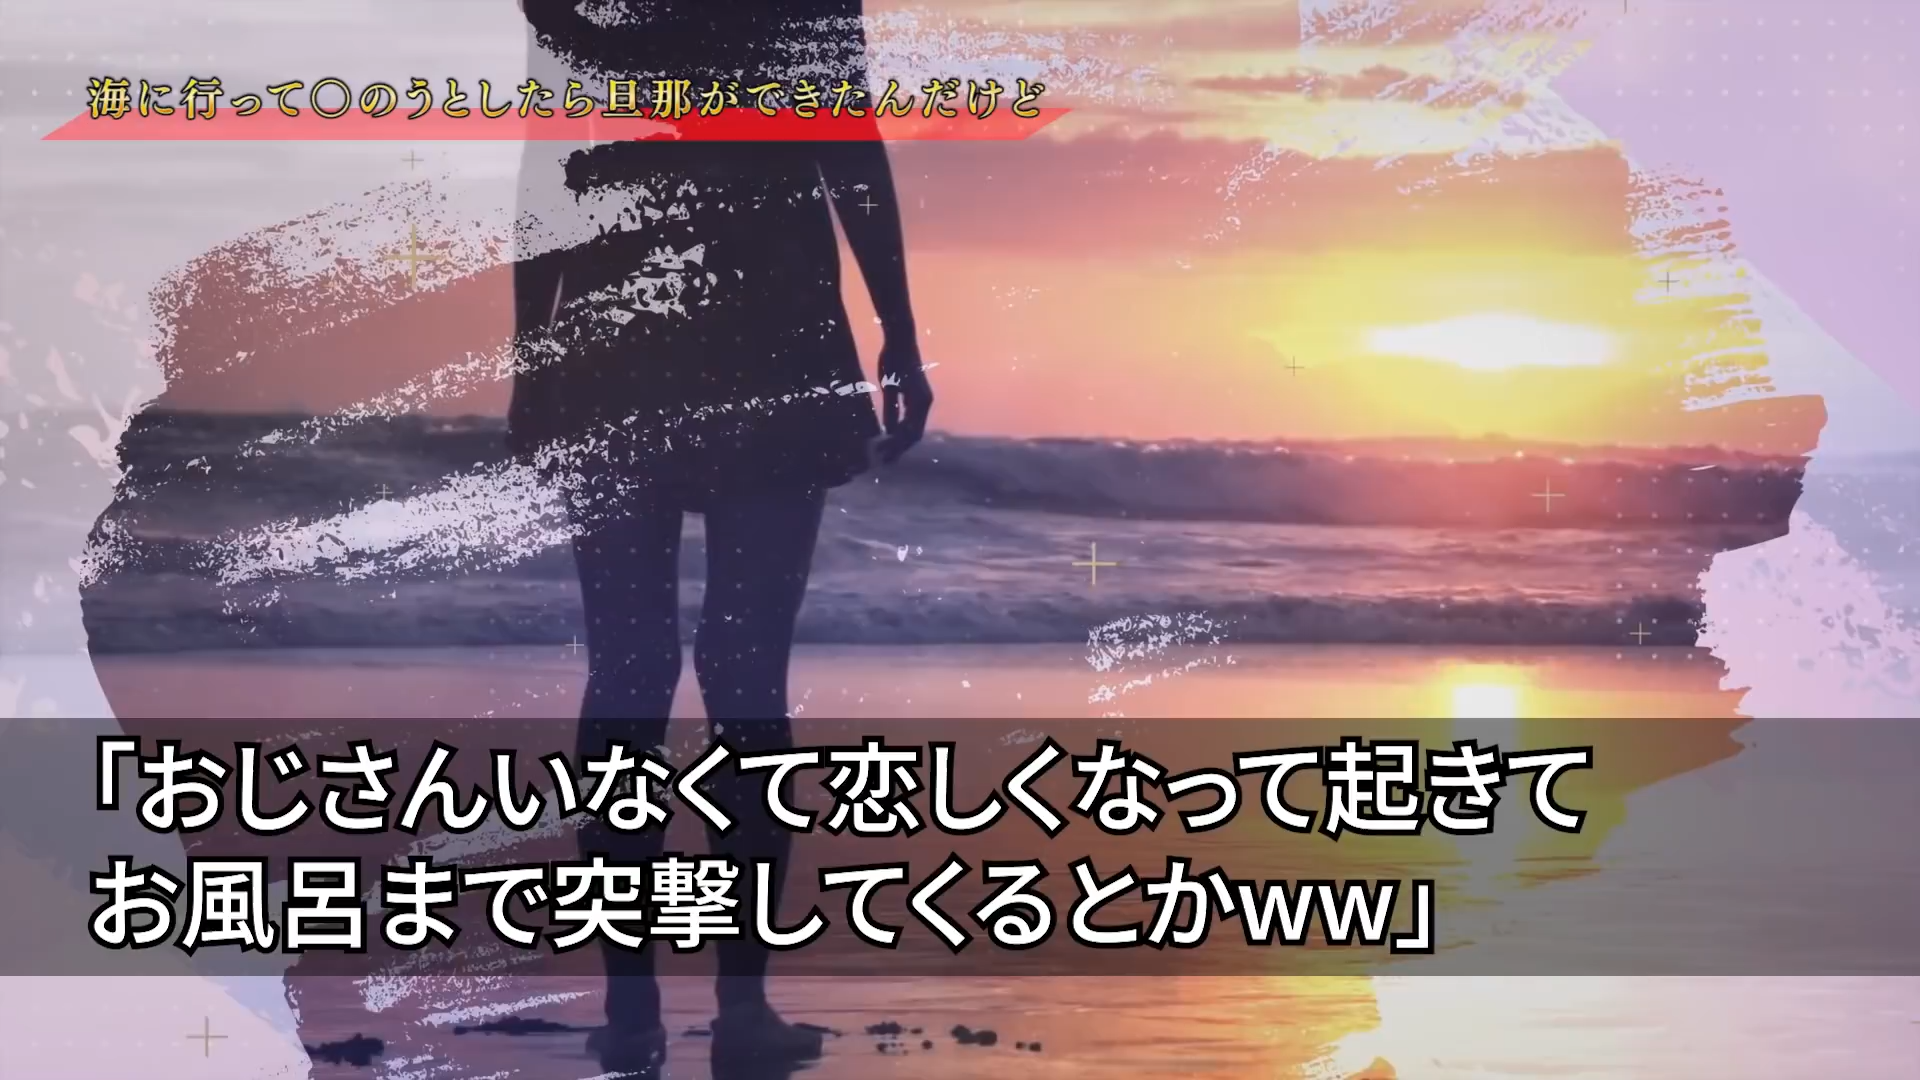 海に行って〇のうとしたら旦那ができたんだけど
「おじさんいなくて恋しくなって起きて
お風呂まで突撃してくるとかww」